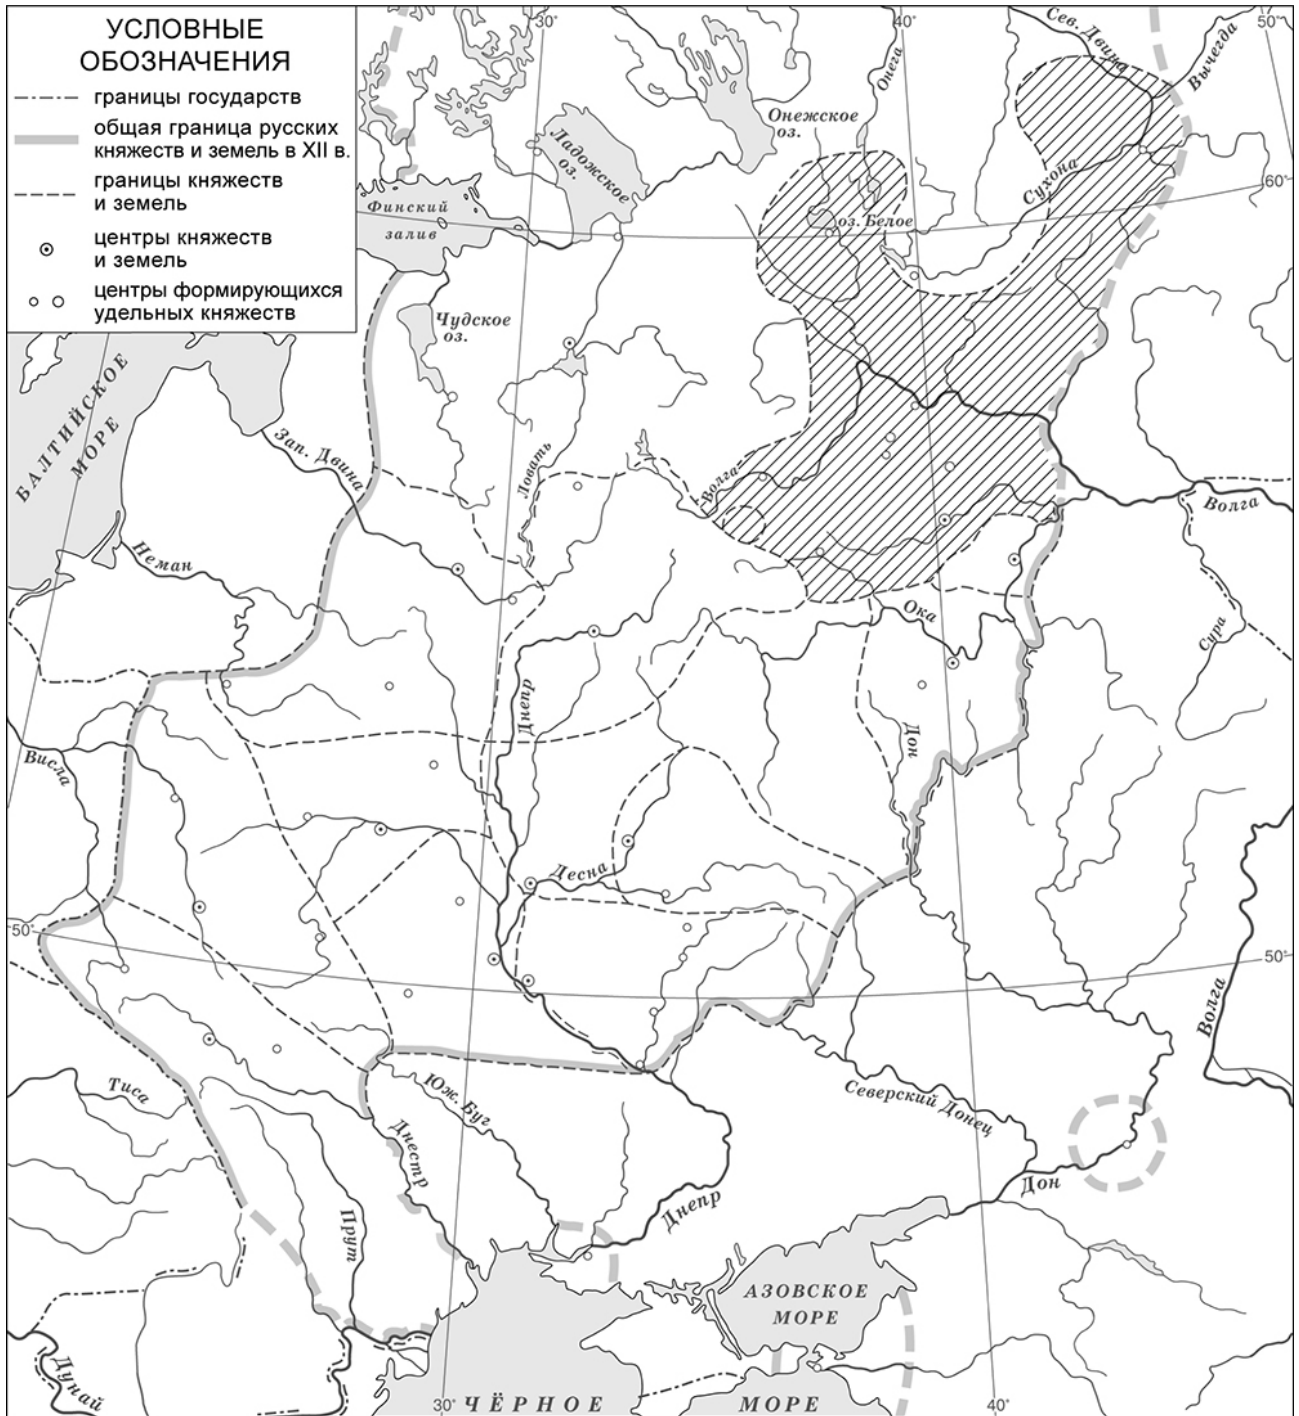 УСЛОВНЫЕ
ОБОЗНАЧЕНИЯ
границы государств
общая граница русских
княжеств и земель в XII в.
границы княжеств
и земель
центры княжеств
и земель
центры формирующихся
удельных княжеств
30°
40°
50°
Сев. Двина
Вычегда
Онега
Онежское
оз.
Ладожское
оз.
Сухона
60°
Финский
залив
оз. Белое
Чудское
оз.
БАЛТИЙСКОЕ
МОРЕ
Зап. Двина
Ловать
Волга
Волга
Неман
Ока
Сура
Днепр
Дон
Висла
Десна
50°
50°
Волга
Тиса
Юж. Буг
Северский Донец
Днестр
Дон
Днепр
Прут
АЗОВСКОЕ
МОРЕ
Дунай
30°
ЧЁРНОЕ
МОРЕ
40°